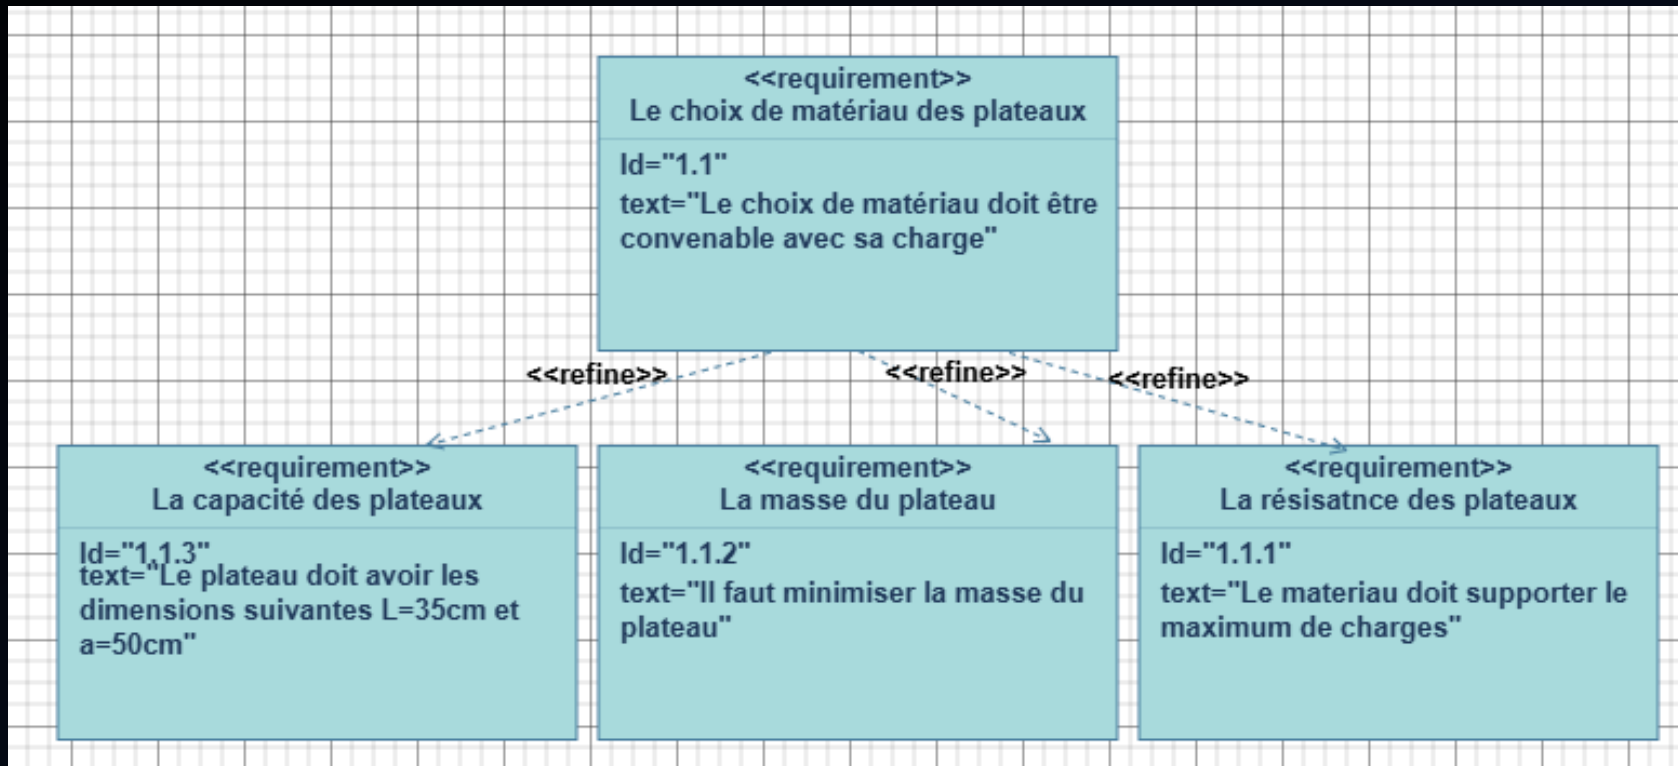 <<requirement>>
Le choix de matériau des plateaux
Id="1.1"
text="Le choix de matériau doit être
convenable avec sa charge"
<<refine>>
<<refine>>
<<refine>>
<<requirement>>
La capacité des plateaux
Id="1.1.3"
text="Le plateau doit avoir les
dimensions suivantes L=35cm et
a=50cm"
<<requirement>>
La masse du plateau
Id="1.1.2"
text="Il faut minimiser la masse du
plateau"
<<requirement>>
La résisatnce des plateaux
Id="1.1.1"
text="Le materiau doit supporter le
maximum de charges"